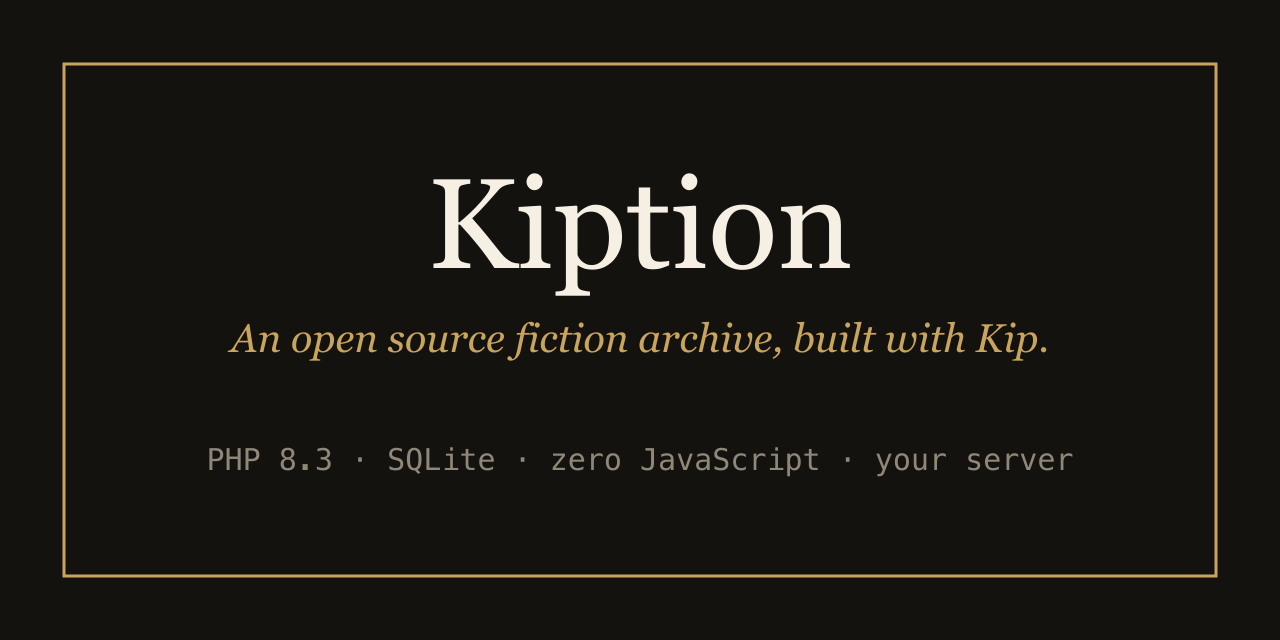 Kiption
An open source fiction archive, built with Kip.
PHP 8.3 · SQLite · zero JavaScript · your server